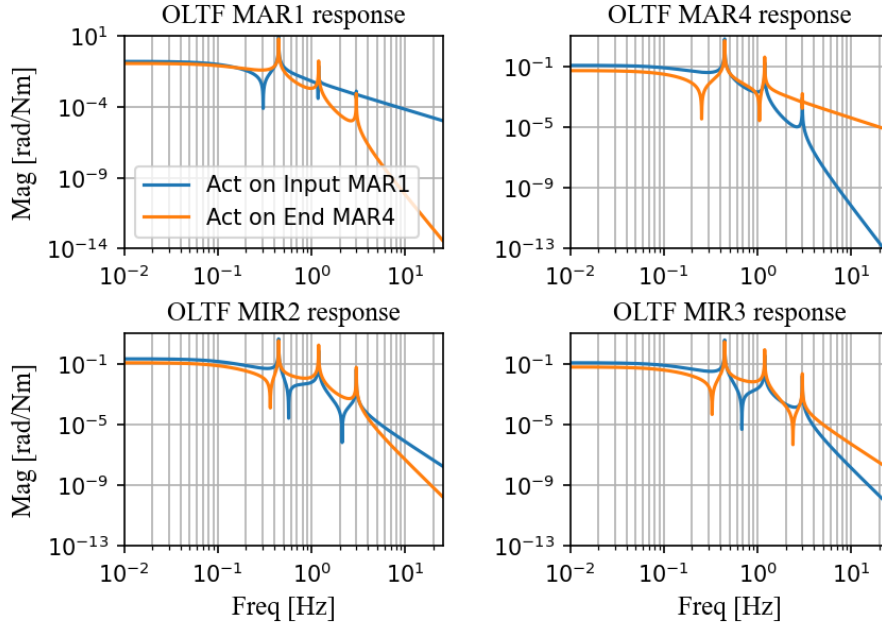 OLTF MAR1 response
Mag [rad/Nm]
10^1
10^-4
10^-9
10^-14
Act on Input MAR1
Act on End MAR4
10^-2 10^-1 10^0 10^1
OLTF MAR4 response
10^-1
10^-5
10^-9
10^-13
10^-2 10^-1 10^0 10^1
OLTF MIR2 response
Mag [rad/Nm]
10^-1
10^-5
10^-9
10^-13
10^-2 10^-1 10^0 10^1
Freq [Hz]
OLTF MIR3 response
10^-1
10^-5
10^-9
10^-13
10^-2 10^-1 10^0 10^1
Freq [Hz]